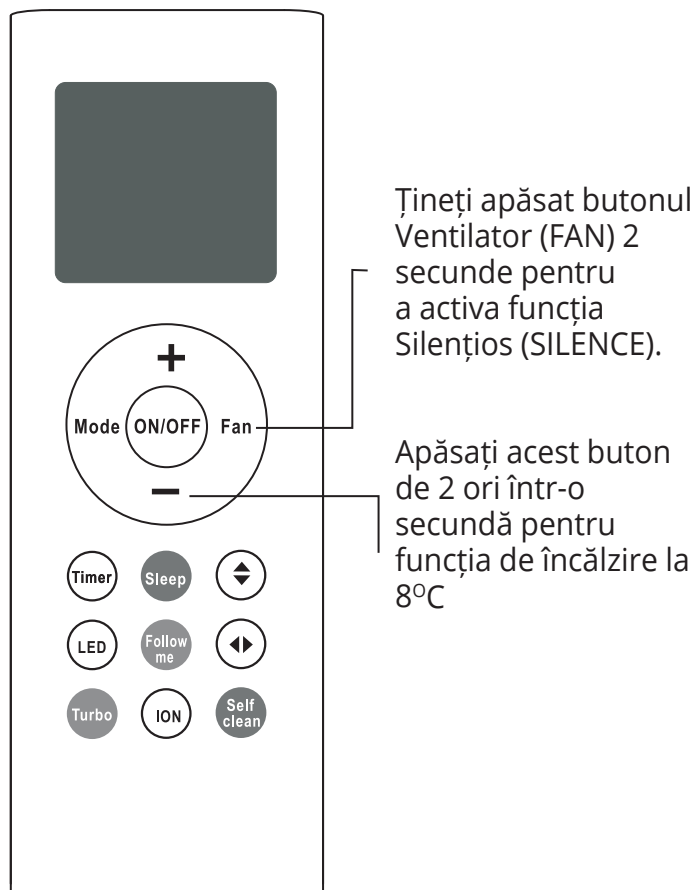 Țineți apăsat butonul
Ventilator (FAN) 2
secunde pentru
a activa funcția
Silențios (SILENCE).
+
Mode ON/OFF Fan
−
Apăsați acest buton
de 2 ori într-o
secundă pentru
funcția de încălzire la
8ºC
Timer Sleep
LED Follow me
Turbo ION Self clean